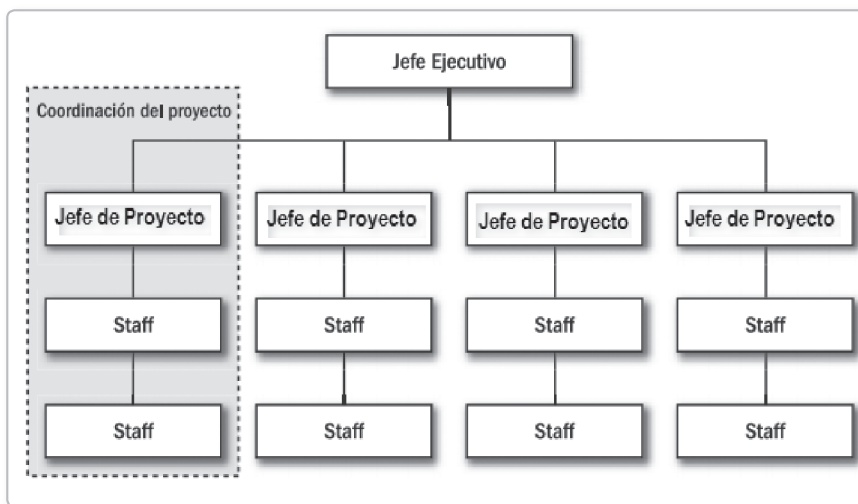 Jefe Ejecutivo
Coordinación del proyecto
Jefe de Proyecto
Jefe de Proyecto
Jefe de Proyecto
Jefe de Proyecto
Staff
Staff
Staff
Staff
Staff
Staff
Staff
Staff